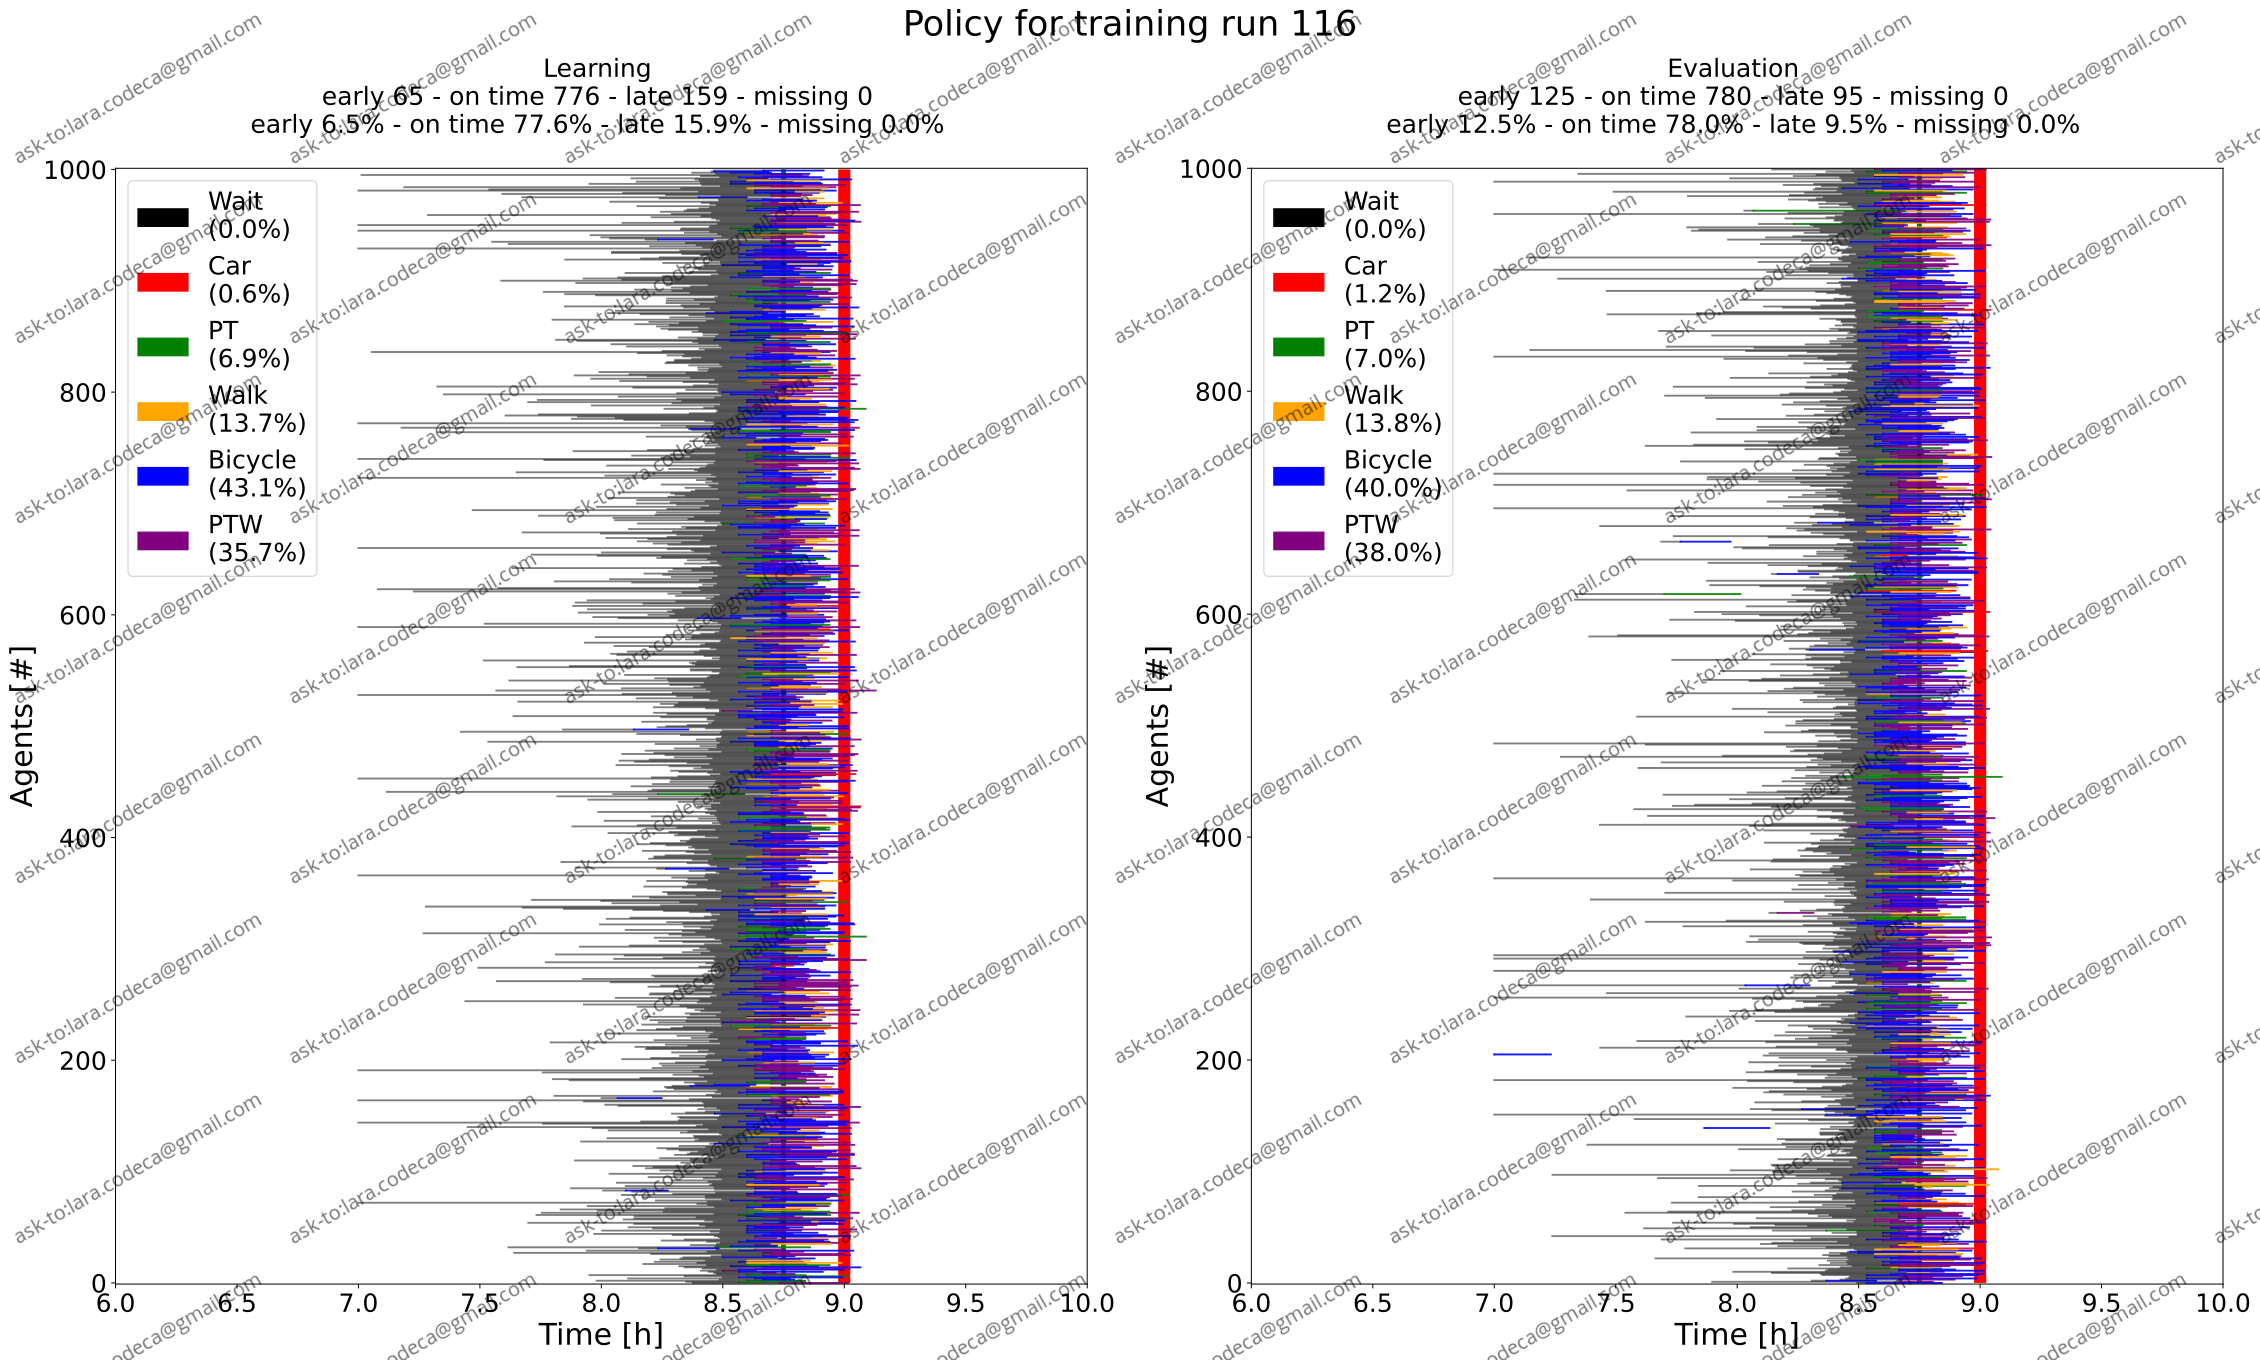 Policy for training run 116
Learning
early 65 - on time 776 - late 159 - missing 0
early 6.5% - on time 77.6% - late 15.9% - missing 0.0%
Wait
(0.0%)
Car
(0.6%)
PT
(6.9%)
Walk
(13.7%)
Bicycle
(43.1%)
PTW
(35.7%)
1000
800
600
400
200
0
Agents [#]
6.0 6.5 7.0 7.5 8.0 8.5 9.0 9.5 10.0
Time [h]
Evaluation
early 125 - on time 780 - late 95 - missing 0
early 12.5% - on time 78.0% - late 9.5% - missing 0.0%
Wait
(0.0%)
Car
(1.2%)
PT
(7.0%)
Walk
(13.8%)
Bicycle
(40.0%)
PTW
(38.0%)
1000
800
600
400
200
0
Agents [#]
6.0 6.5 7.0 7.5 8.0 8.5 9.0 9.5 10.0
Time [h]
ask-to:lara.codeca@gmail.com